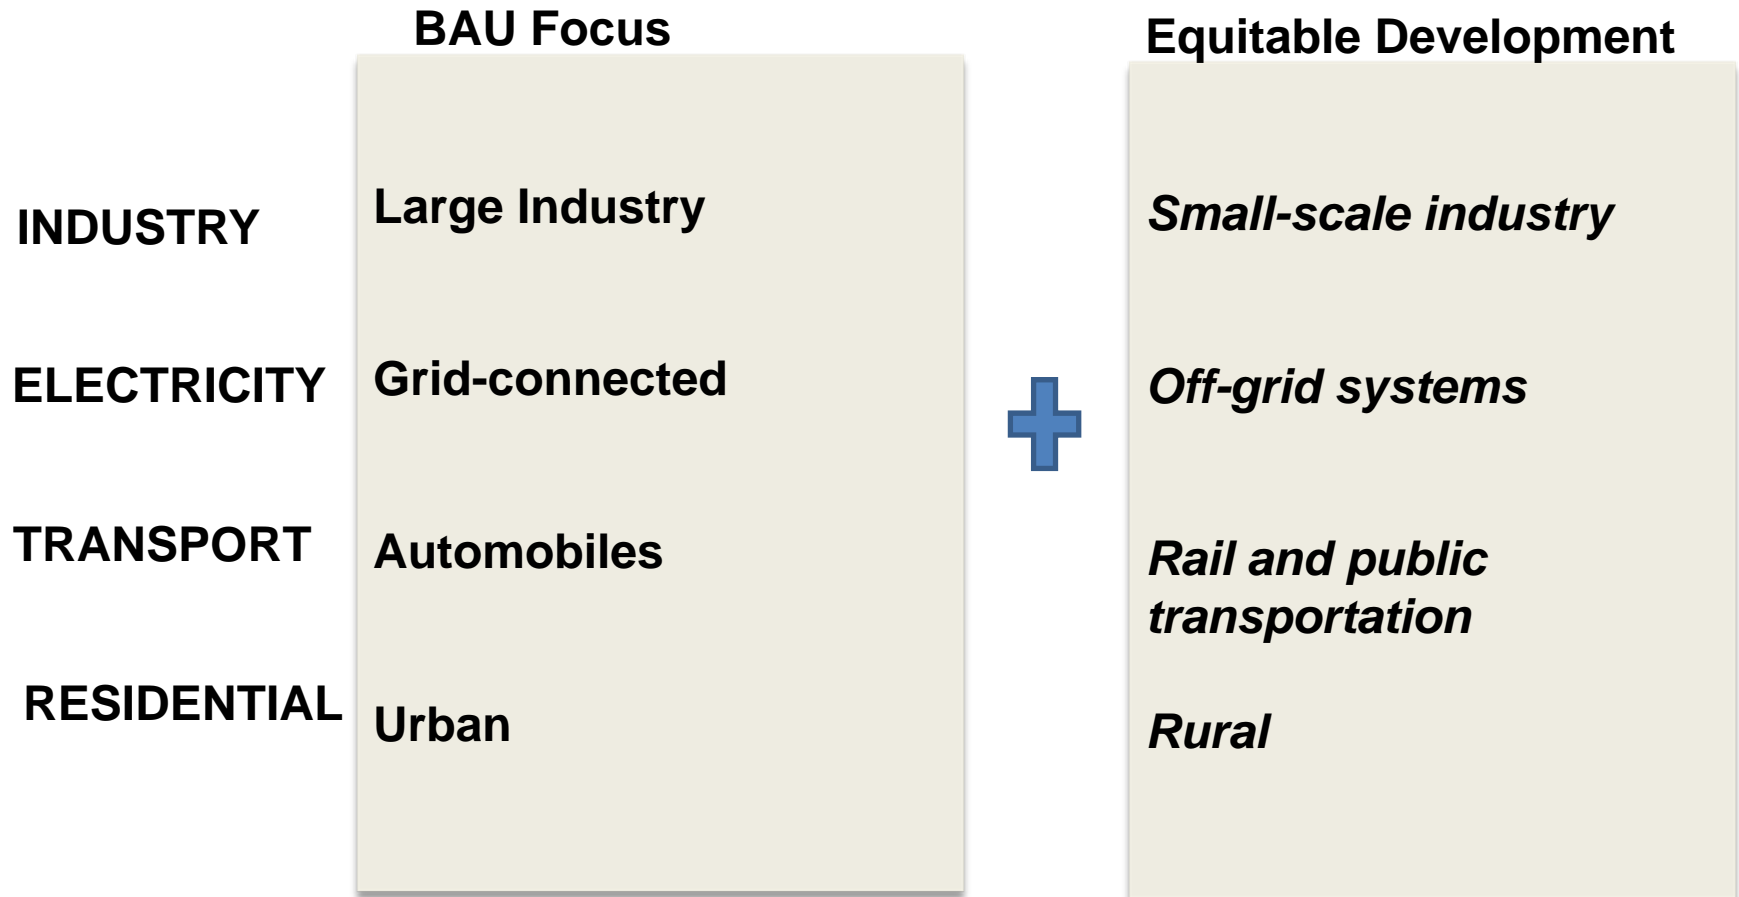 BAU Focus
Equitable Development
INDUSTRY
Large Industry
Small-scale industry
ELECTRICITY
Grid-connected
Off-grid systems
TRANSPORT
Automobiles
Rail and public
transportation
RESIDENTIAL
Urban
Rural